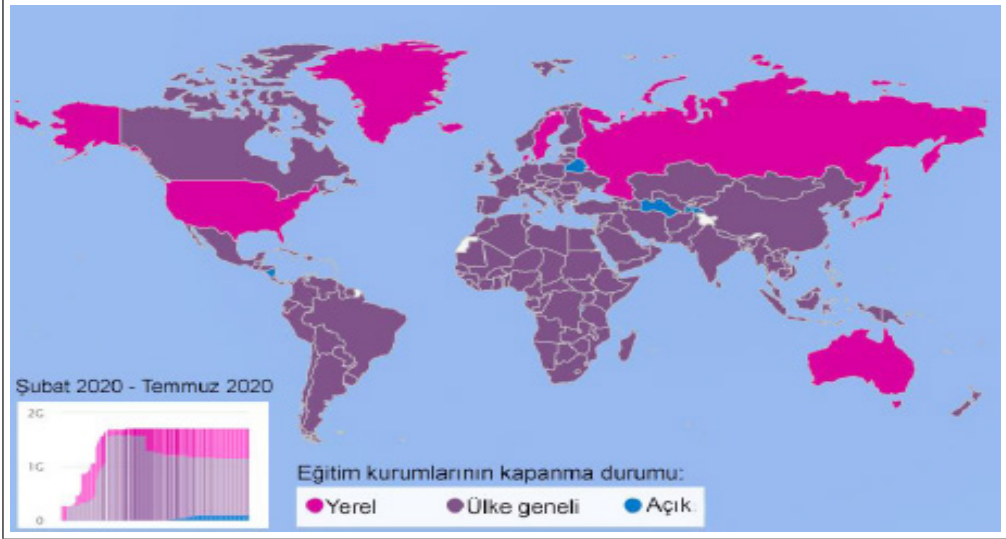 Şubat 2020 - Temmuz 2020
2G
1G
0
Eğitim kurumlarının kapanma durumu:
Yerel Ülke geneli Açık